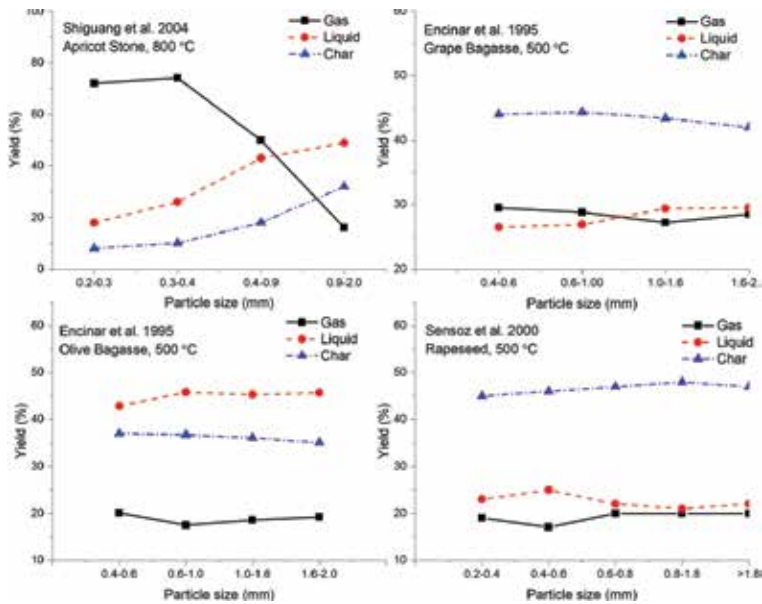 Shiguang et al. 2004
Apricot Stone, 800 °C
Gas
Liquid
Char
Yield (%)
100
80
60
40
20
0
0.2-0.3
0.3-0.4
0.4-0.9
0.9-2.0
Particle size (mm)
Encinar et al. 1995
Grape Bagasse, 500 °C
Gas
Liquid
Char
Yield (%)
60
50
40
30
20
0.4-0.6
0.6-1.00
1.0-1.6
1.6-2.
Particle size (mm)
Encinar et al. 1995
Olive Bagasse, 500 °C
Gas
Liquid
Char
Yield (%)
60
50
40
30
20
10
0.4-0.6
0.6-1.0
1.0-1.6
1.6-2.0
Particle size (mm)
Sensoz et al. 2000
Rapeseed, 500 °C
Gas
Liquid
Char
Yield (%)
60
50
40
30
20
10
0.2-0.4
0.4-0.6
0.6-0.8
0.8-1.8
>1.8
Particle size (mm)